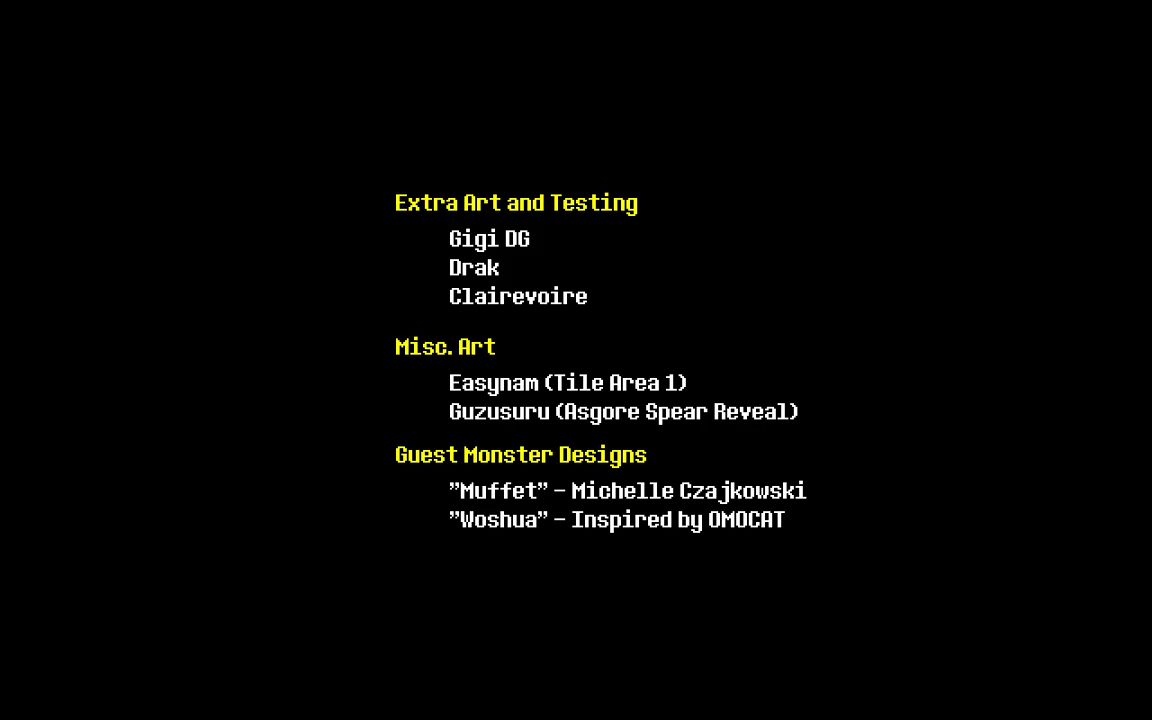 Extra Art and Testing
Gigi DG
Drak
Clairevoire
Misc. Art
Easynam (Tile Area 1)
Guzusuru (Asgore Spear Reveal)
Guest Monster Designs
”Muffet” - Michelle Czajkowski
”Woshua” - Inspired by OMOCAT